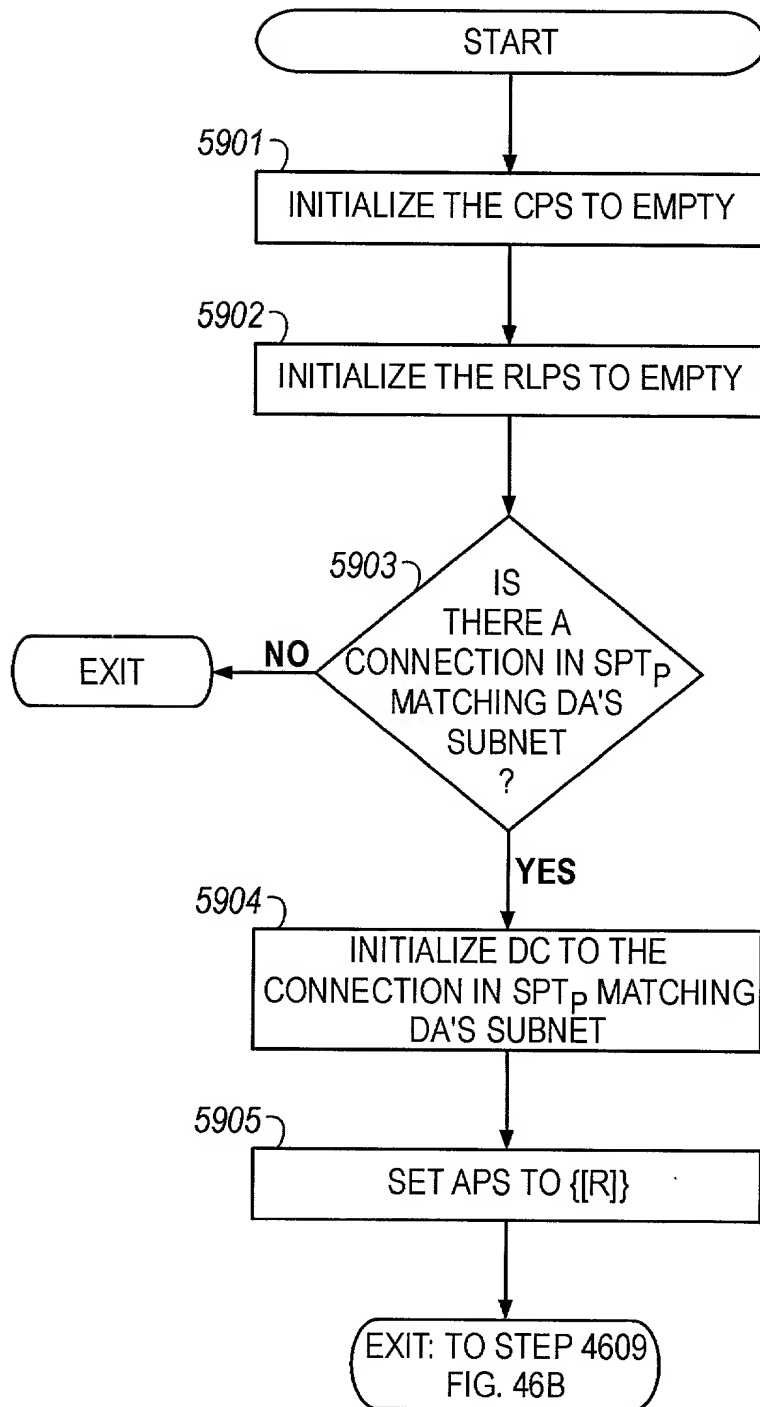 START
5901
INITIALIZE THE CPS TO EMPTY
5902
INITIALIZE THE RLPS TO EMPTY
5903
IS
THERE A
CONNECTION IN SPTP
MATCHING DA'S
SUBNET
?
NO
EXIT
YES
5904
INITIALIZE DC TO THE
CONNECTION IN SPTP MATCHING
DA'S SUBNET
5905
SET APS TO {[R]}
EXIT: TO STEP 4609
FIG. 46B